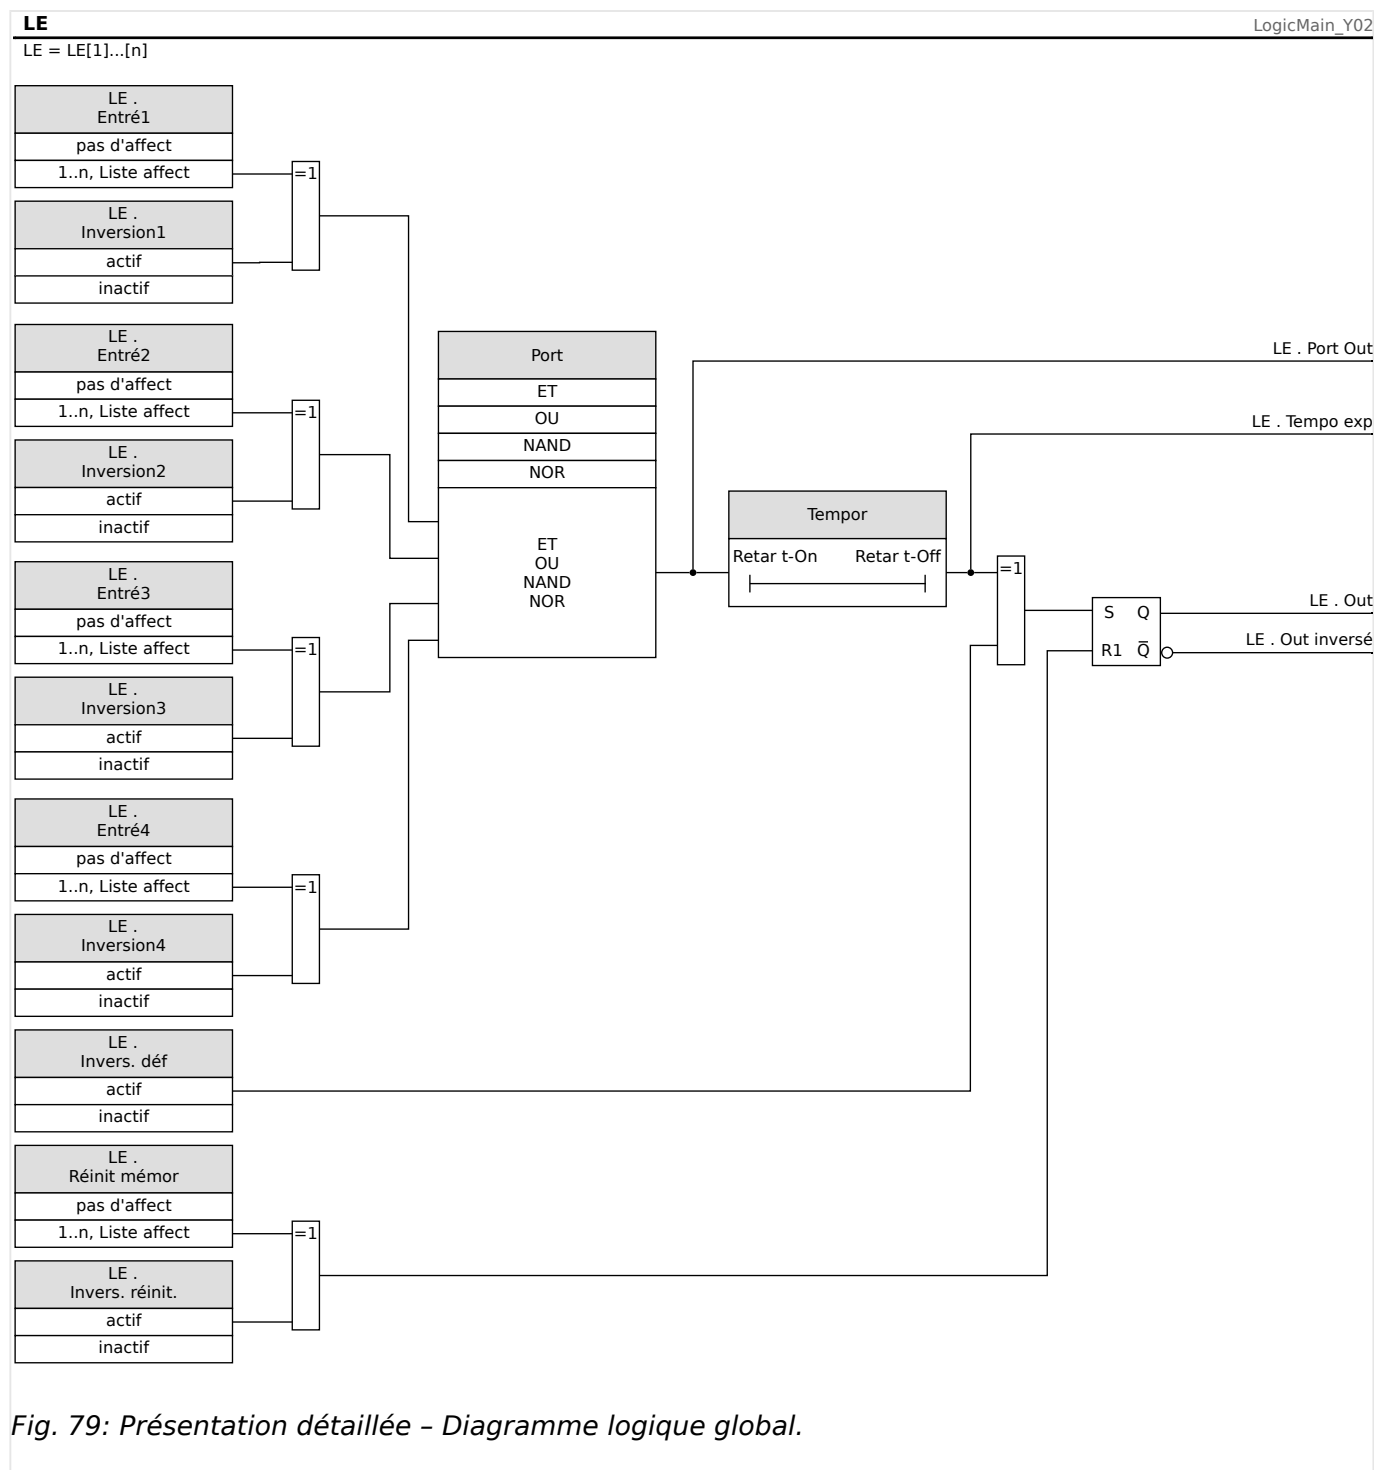 LE
LogicMain_Y02
LE = LE[1]...[n]
LE .
Entré1
pas d'affect
1..n, Liste affect
=1
LE .
Inversion1
actif
inactif
LE .
Entré2
pas d'affect
1..n, Liste affect
=1
LE .
Inversion2
actif
inactif
LE .
Entré3
pas d'affect
1..n, Liste affect
=1
LE .
Inversion3
actif
inactif
LE .
Entré4
pas d'affect
1..n, Liste affect
=1
LE .
Inversion4
actif
inactif
Port
ET
OU
NAND
NOR
ET
OU
NAND
NOR
LE . Port Out
LE . Tempo exp
Tempor
Retar t-On Retar t-Off
=1
S Q
R1 Q̅
LE . Out
LE . Out inversé
LE .
Invers. déf
actif
inactif
LE .
Réinit mémor
pas d'affect
1..n, Liste affect
=1
LE .
Invers. réinit.
actif
inactif
Fig. 79: Présentation détaillée – Diagramme logique global.